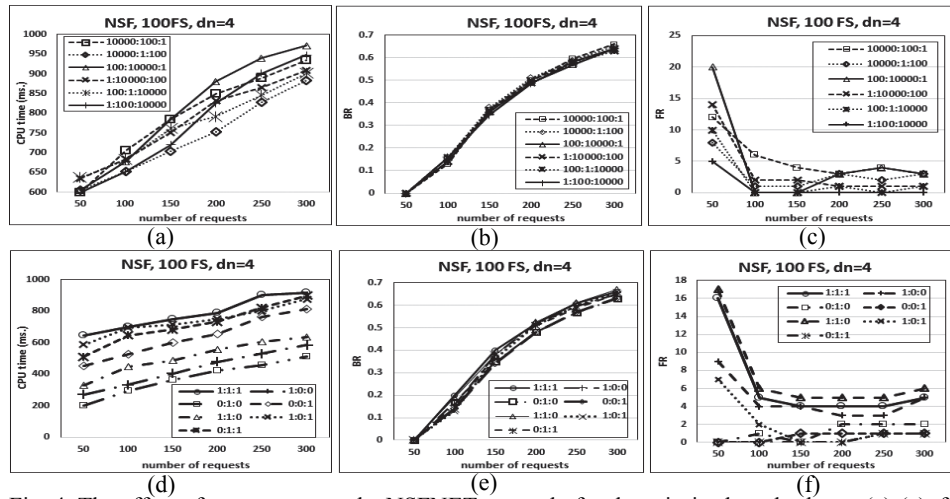 NSF, 100FS, dn=4
CPU time (ms.)
1000
950
900
850
800
750
700
650
600
10000:100:1
10000:1:100
100:10000:1
1:10000:100
100:1:10000
1:100:10000
50 100 150 200 250 300
number of requests
(a)
NSF, 100FS, dn=4
BR
0.7
0.6
0.5
0.4
0.3
0.2
0.1
0
10000:100:1
10000:1:100
100:10000:1
1:10000:100
100:1:10000
1:100:10000
50 100 150 200 250 300
number of requests
(b)
NSF, 100 FS, dn=4
FR
25
20
15
10
5
0
10000:100:1
10000:1:100
100:10000:1
1:10000:100
100:1:10000
1:100:10000
50 100 150 200 250 300
number of requests
(c)
NSF, 100 FS, dn=4
CPU time (ms.)
1000
800
600
400
200
0
1:1:1 1:0:0
0:1:0 0:0:1
1:1:0 1:0:1
0:1:1
50 100 150 200 250 300
number of requests
(d)
NSF, 100 FS, dn=4
BR
0.7
0.6
0.5
0.4
0.3
0.2
0.1
0
1:1:1 1:0:0
0:1:0 0:0:1
1:1:0 1:0:1
0:1:1
50 100 150 200 250 300
number of requests
(e)
NSF, 100 FS, dn=4
FR
18
16
14
12
10
8
6
4
2
0
1:1:1 1:0:0
0:1:0 0:0:1
1:1:0 1:0:1
0:1:1
50 100 150 200 250 300
number of requests
(f)